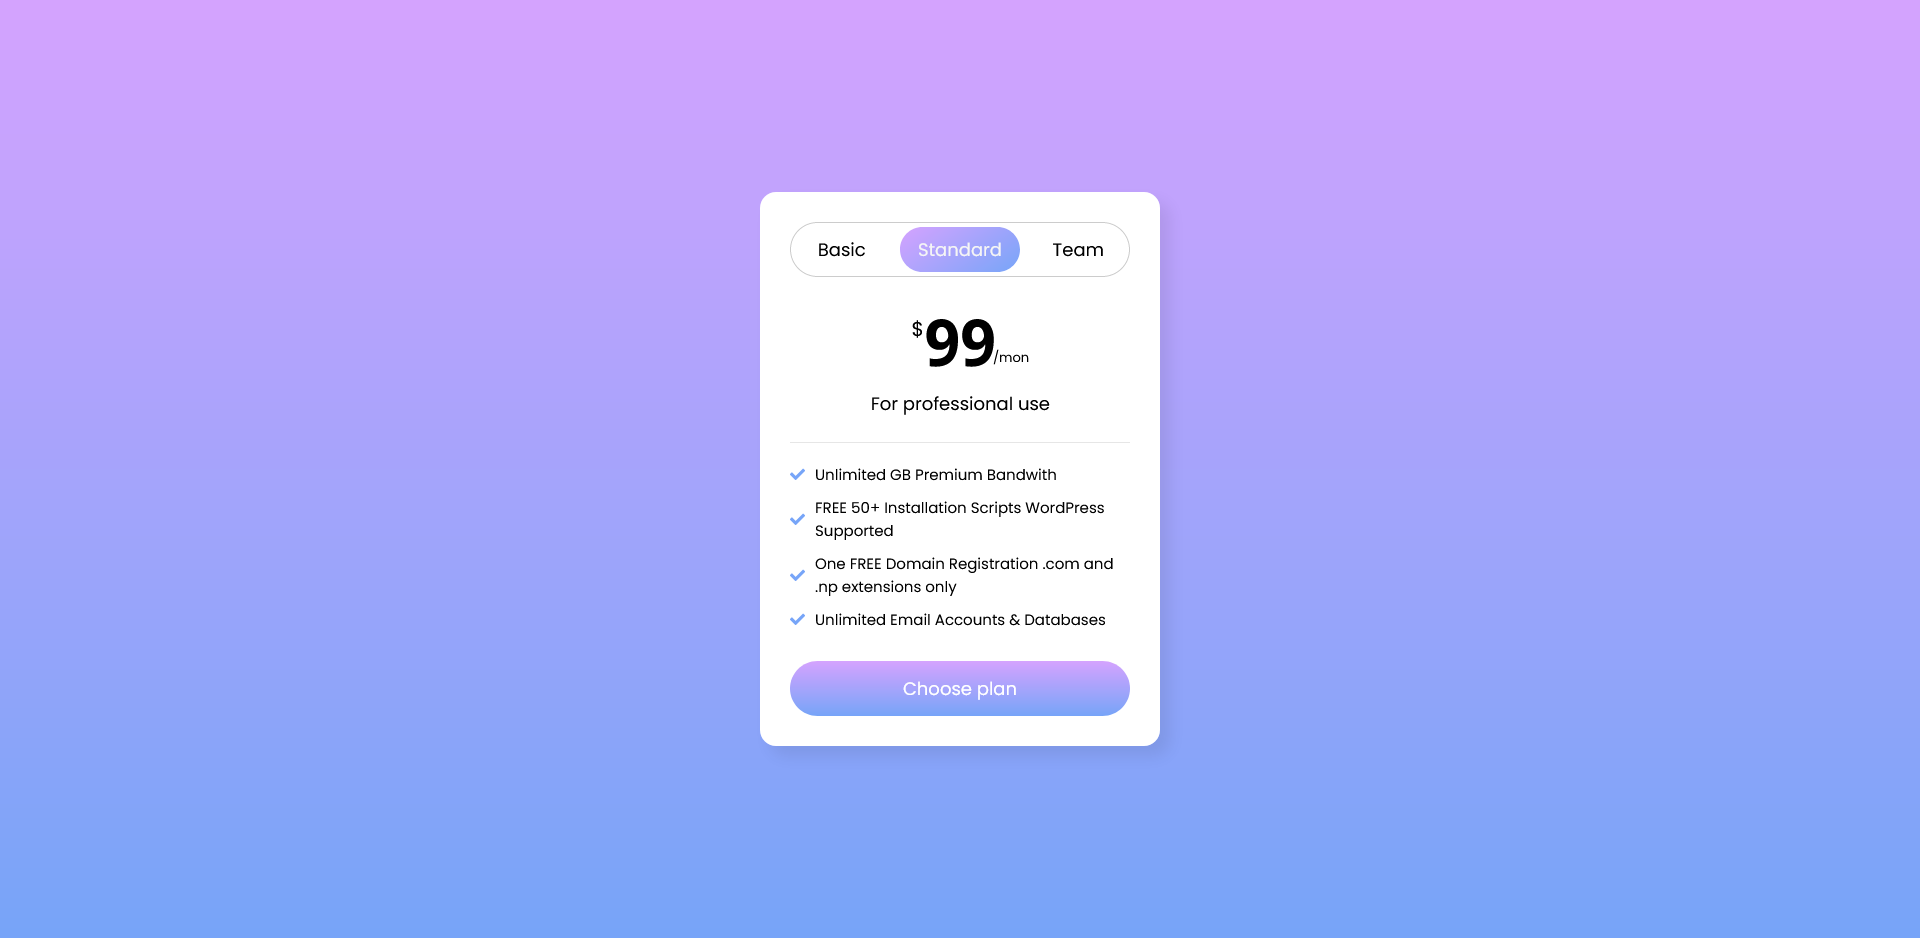 Basic Standard Team
$99/mon
For professional use
Unlimited GB Premium Bandwith
FREE 50+ Installation Scripts WordPress
Supported
One FREE Domain Registration .com and
.np extensions only
Unlimited Email Accounts & Databases
Choose plan